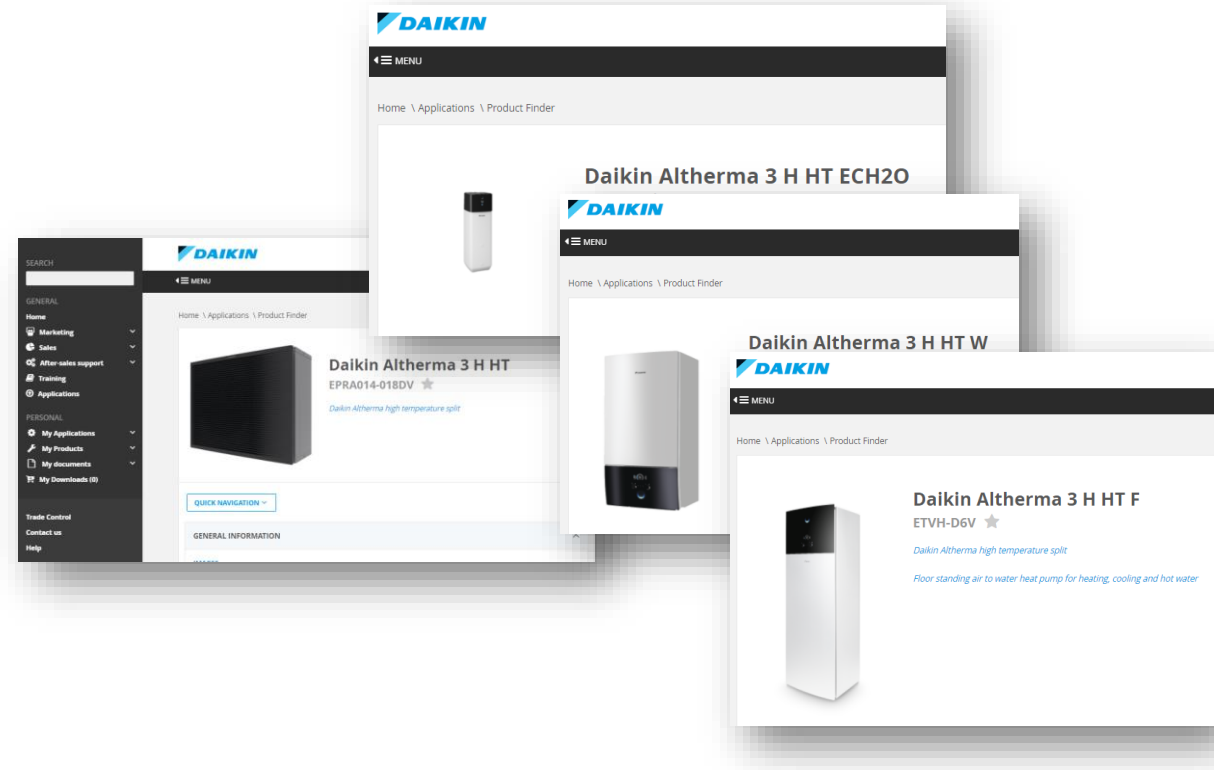 DAIKIN
MENU
Home \ Applications \ Product Finder
Daikin Altherma 3 H HT ECH2O
DAIKIN
MENU
Home \ Applications \ Product Finder
Daikin Altherma 3 H HT W
SEARCH
GENERAL
Home
Marketing
Sales
After-sales support
Training
Applications
PERSONAL
My Applications
My Products
My documents
My Downloads (0)
Trade Control
Contact us
Help
DAIKIN
MENU
Home \ Applications \ Product Finder
Daikin Altherma 3 H HT
EPRA014-018DV
Daikin Altherma high temperature split
QUICK NAVIGATION
GENERAL INFORMATION
DAIKIN
MENU
Home \ Applications \ Product Finder
Daikin Altherma 3 H HT F
ETVH-D6V
Daikin Altherma high temperature split
Floor standing air to water heat pump for heating, cooling and hot water